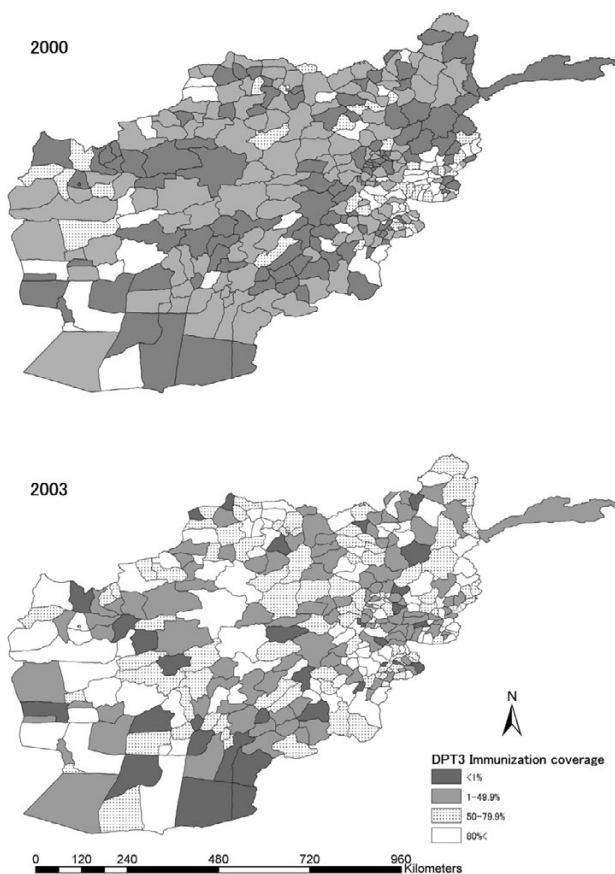 2000
2003
N
DPT3 Immunization coverage
<1%
1-49.9%
50-79.9%
80%<
0 120 240 480 720 960
Kilometers